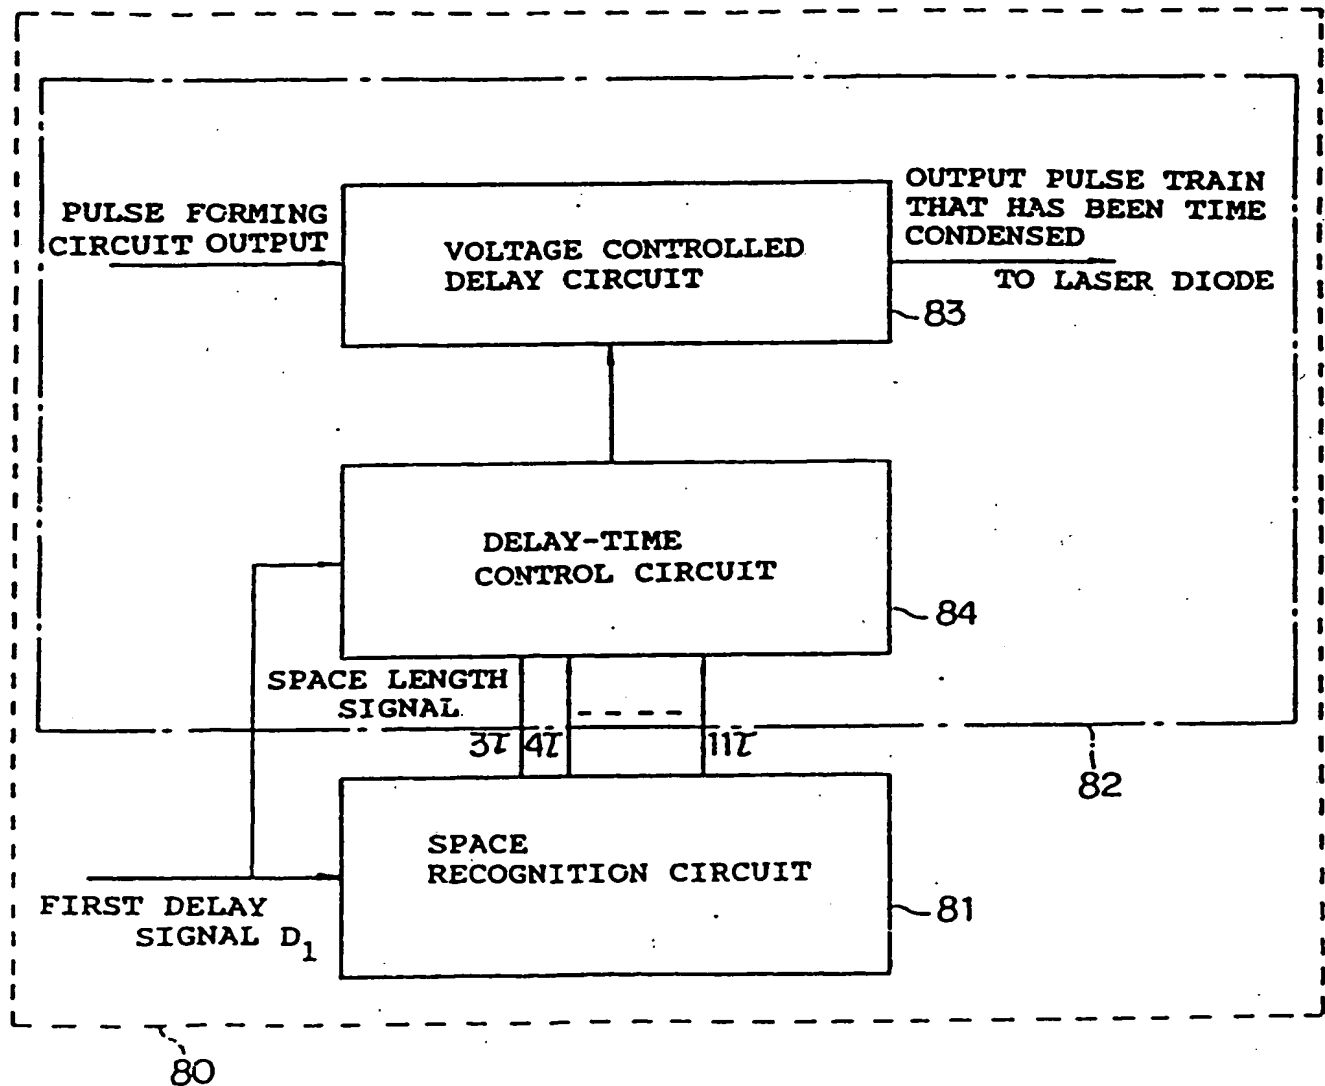 PULSE FORMING
CIRCUIT OUTPUT
VOLTAGE CONTROLLED
DELAY CIRCUIT
OUTPUT PULSE TRAIN
THAT HAS BEEN TIME
CONDENSED
TO LASER DIODE
83
DELAY-TIME
CONTROL CIRCUIT
84
SPACE LENGTH
SIGNAL
3τ 4τ 11τ
82
SPACE
RECOGNITION CIRCUIT
81
FIRST DELAY
SIGNAL D₁
80